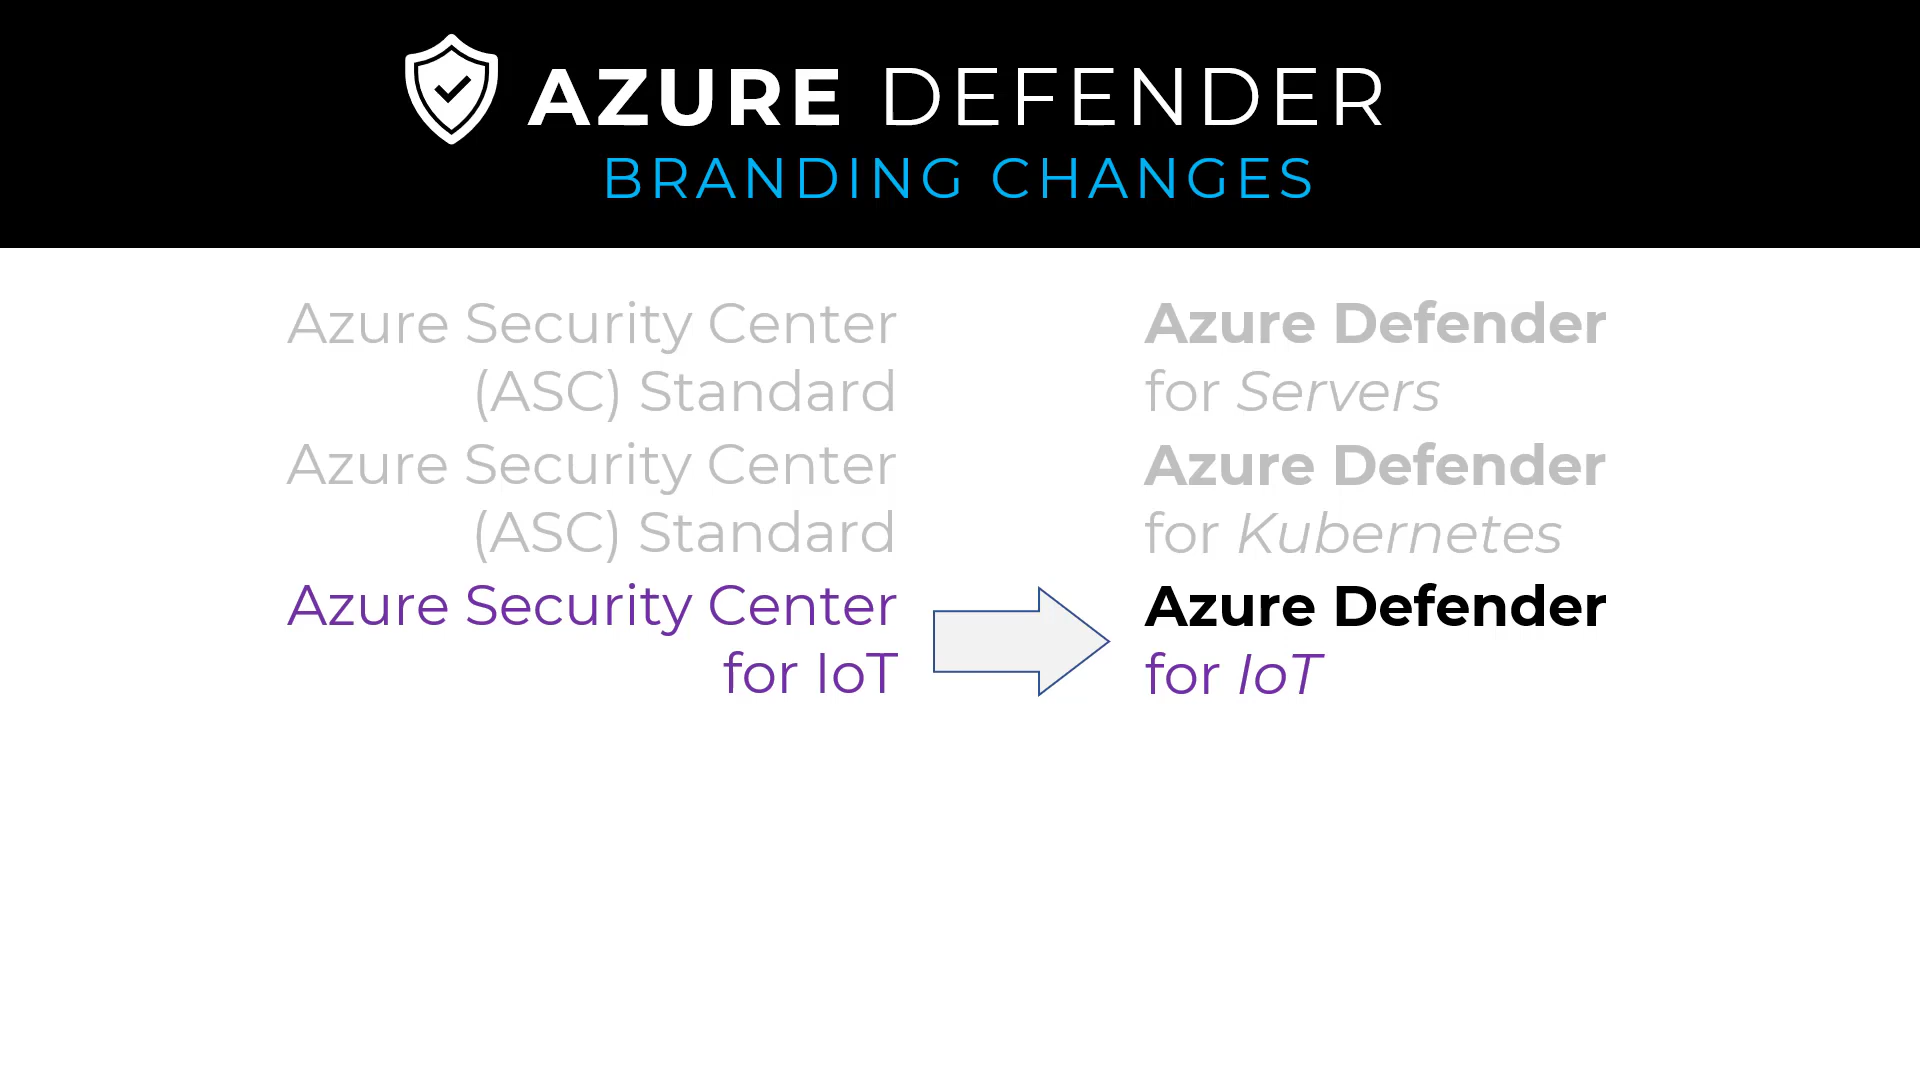 AZURE DEFENDER
BRANDING CHANGES
Azure Security Center
(ASC) Standard
Azure Defender
for Servers
Azure Security Center
(ASC) Standard
Azure Defender
for Kubernetes
Azure Security Center
for IoT
Azure Defender
for IoT